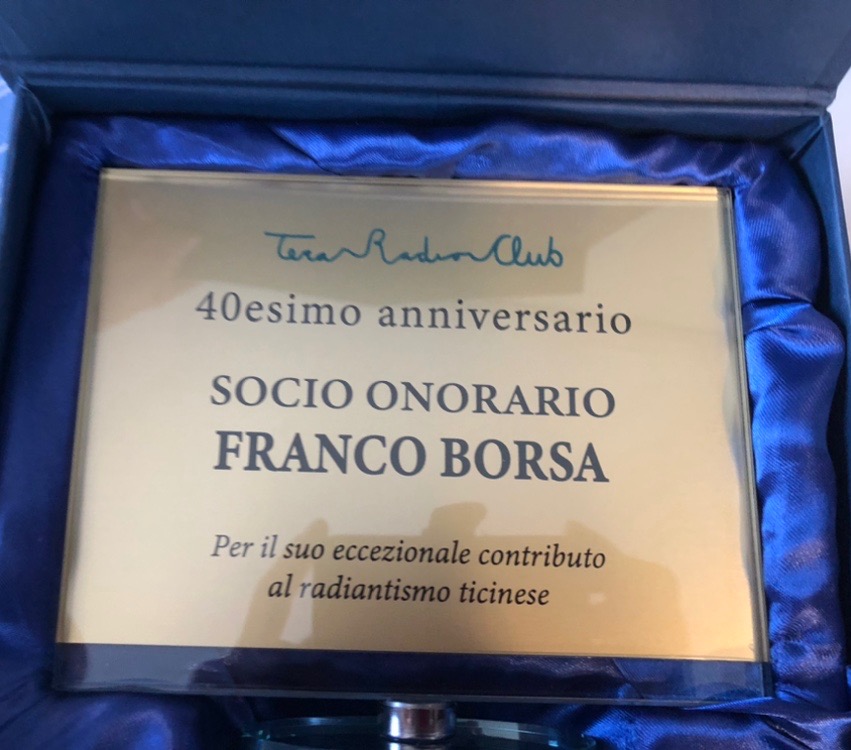 Tera Radio Club
40esimo anniversario
SOCIO ONORARIO
FRANCO BORSA
Per il suo eccezionale contributo
al radiantismo ticinese